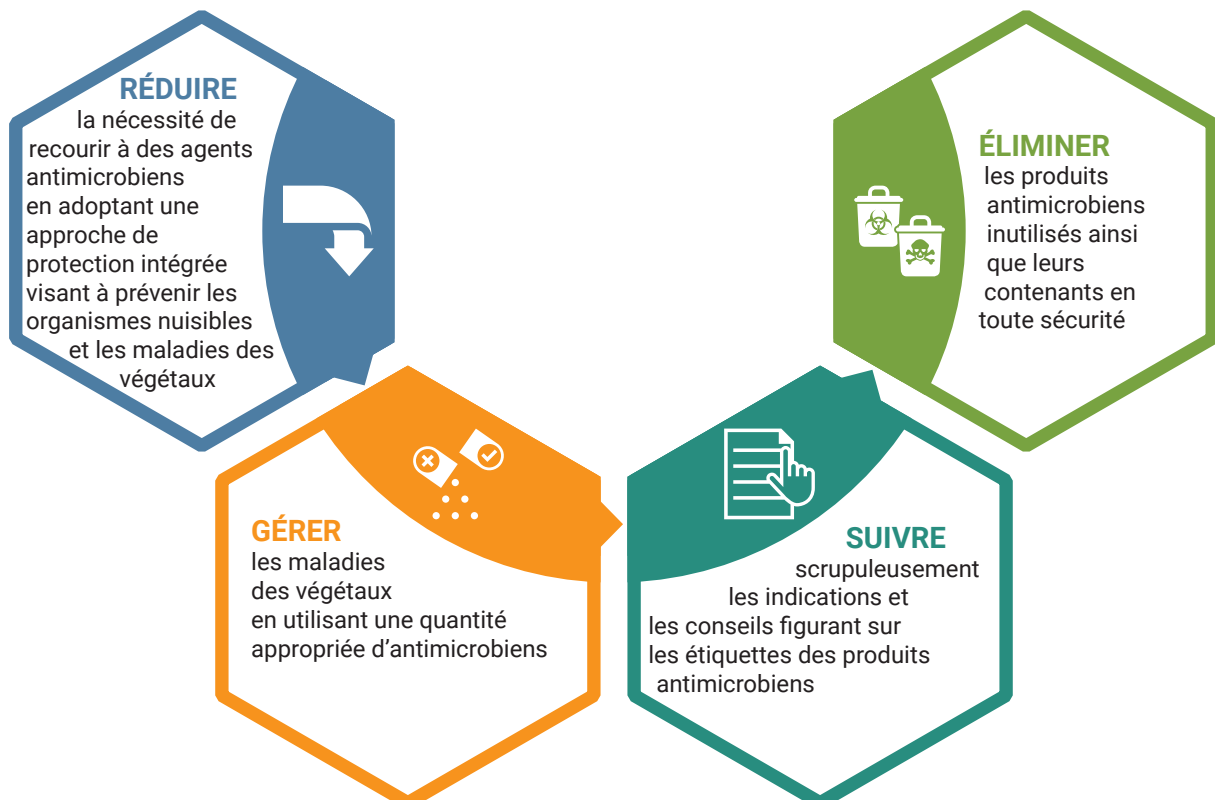 RÉDUIRE
la nécessité de
recourir à des agents
antimicrobiens
en adoptant une
approche de
protection intégrée
visant à prévenir les
organismes nuisibles
et les maladies des
végétaux
GÉRER
les maladies
des végétaux
en utilisant une quantité
appropriée d’antimicrobiens
SUIVRE
scrupuleusement
les indications et
les conseils figurant sur
les étiquettes des produits
antimicrobiens
ÉLIMINER
les produits
antimicrobiens
inutilisés ainsi
que leurs
contenants en
toute sécurité